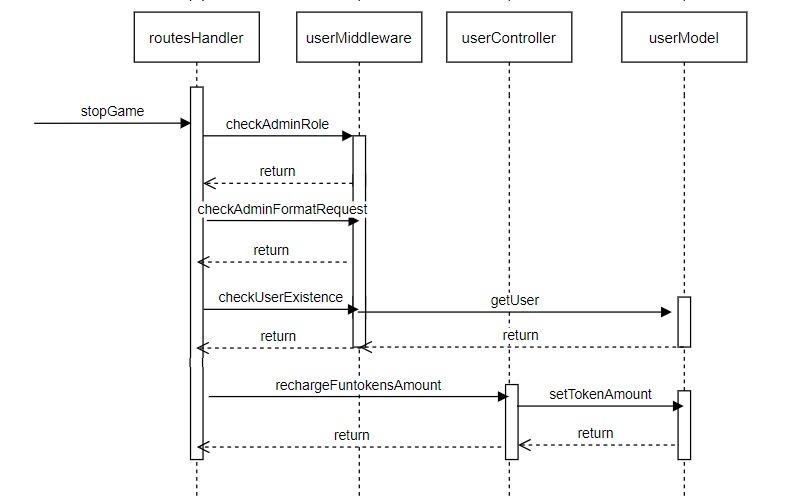 routesHandler
userMiddleware
userController
userModel
stopGame
checkAdminRole
return
checkAdminFormatRequest
return
checkUserExistence
getUser
return
return
rechargeFuntokensAmount
setTokenAmount
return
return